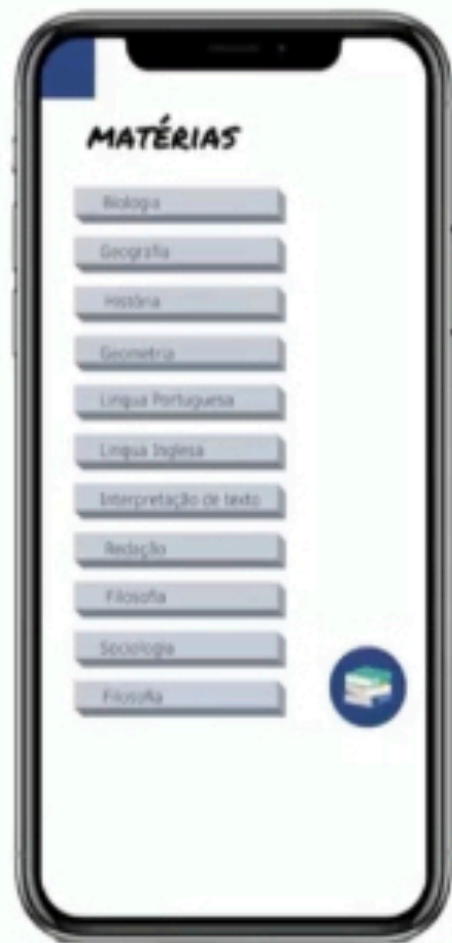 MATÉRIAS
Biologia
Geografia
História
Geometria
Lingua Portuguesa
Lingua Inglesa
Interpretação de texto
Redação
Filosofia
Sociologia
Filosofia